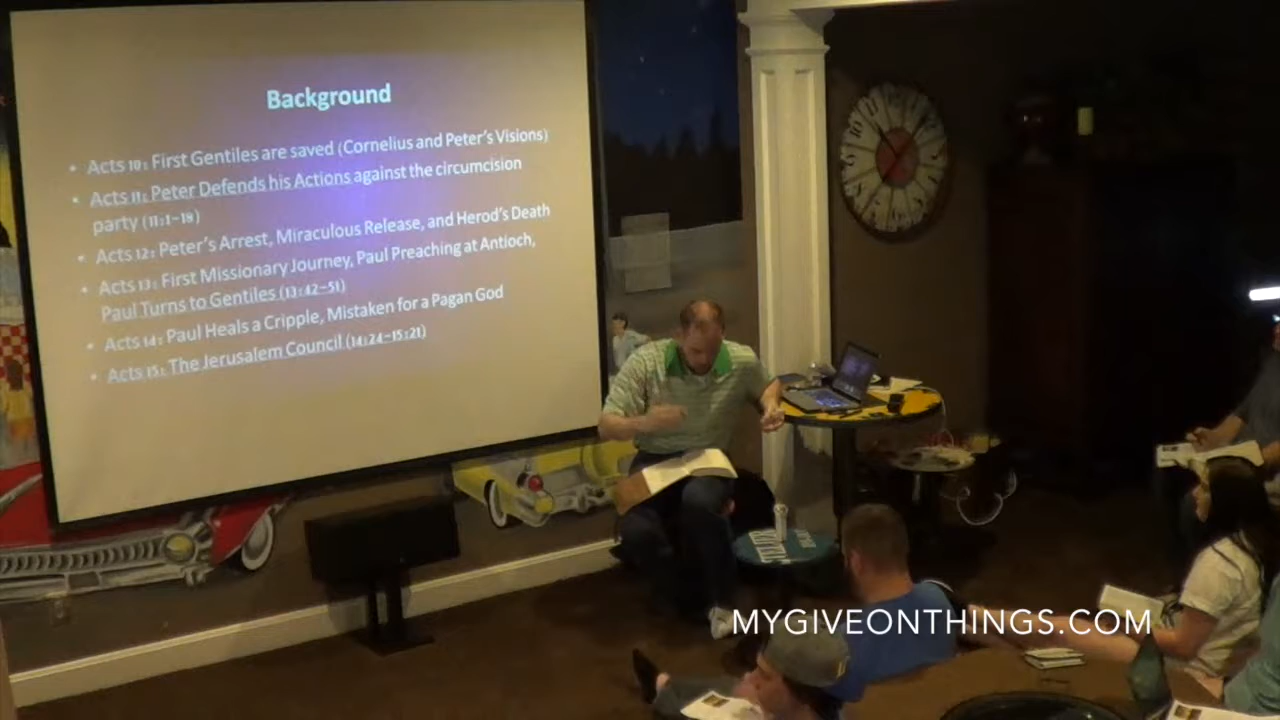 Background
• Acts 10: First Gentiles are saved (Cornelius and Peter's Visions)
• Acts 11: Peter Defends his Actions against the circumcision
party (11:1-18)
• Acts 12: Peter's Arrest, Miraculous Release, and Herod's Death
• Acts 13: First Missionary Journey, Paul Preaching at Antioch,
Paul Turns to Gentiles (13:42-51)
• Acts 14: Paul Heals a Cripple, Mistaken for a Pagan God
• Acts 15: The Jerusalem Council (14:24-15:21)
MYGIVEONTHINGS.COM